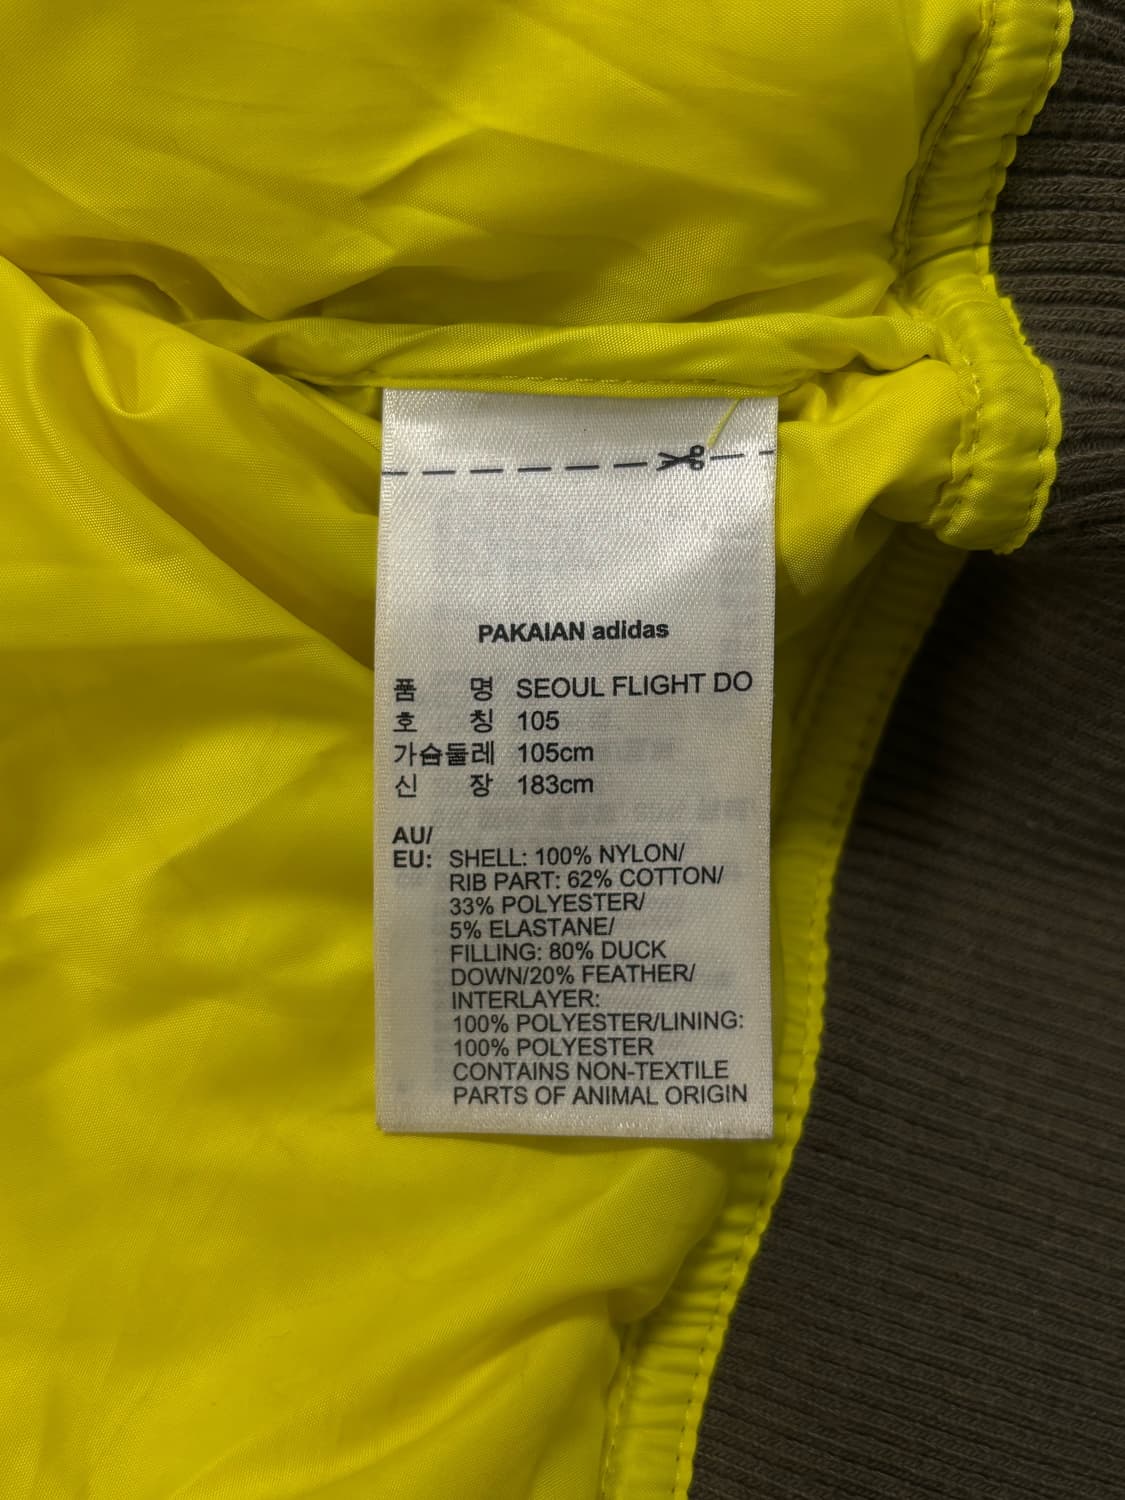 PAKAIAN adidas
품 명 SEOUL FLIGHT DO
호 칭 105
가슴둘레 105cm
신 장 183cm
AU/
EU: SHELL: 100% NYLON/
RIB PART: 62% COTTON/
33% POLYESTER/
5% ELASTANE/
FILLING: 80% DUCK
DOWN/20% FEATHER/
INTERLAYER:
100% POLYESTER/LINING:
100% POLYESTER
CONTAINS NON-TEXTILE
PARTS OF ANIMAL ORIGIN